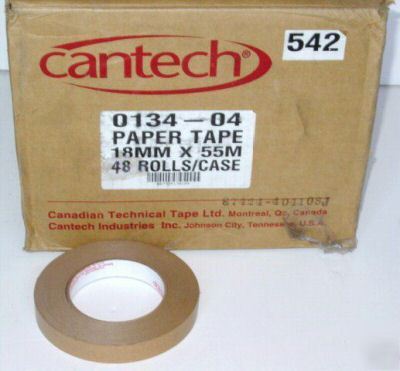 542
cantech®
0134-04
PAPER TAPE
18MM X 55M
48 ROLLS/CASE
Canadian Technical Tape Ltd. Montreal, Qc, Canada
Cantech Industries Inc. Johnson City, Tennessee, U.S.A.